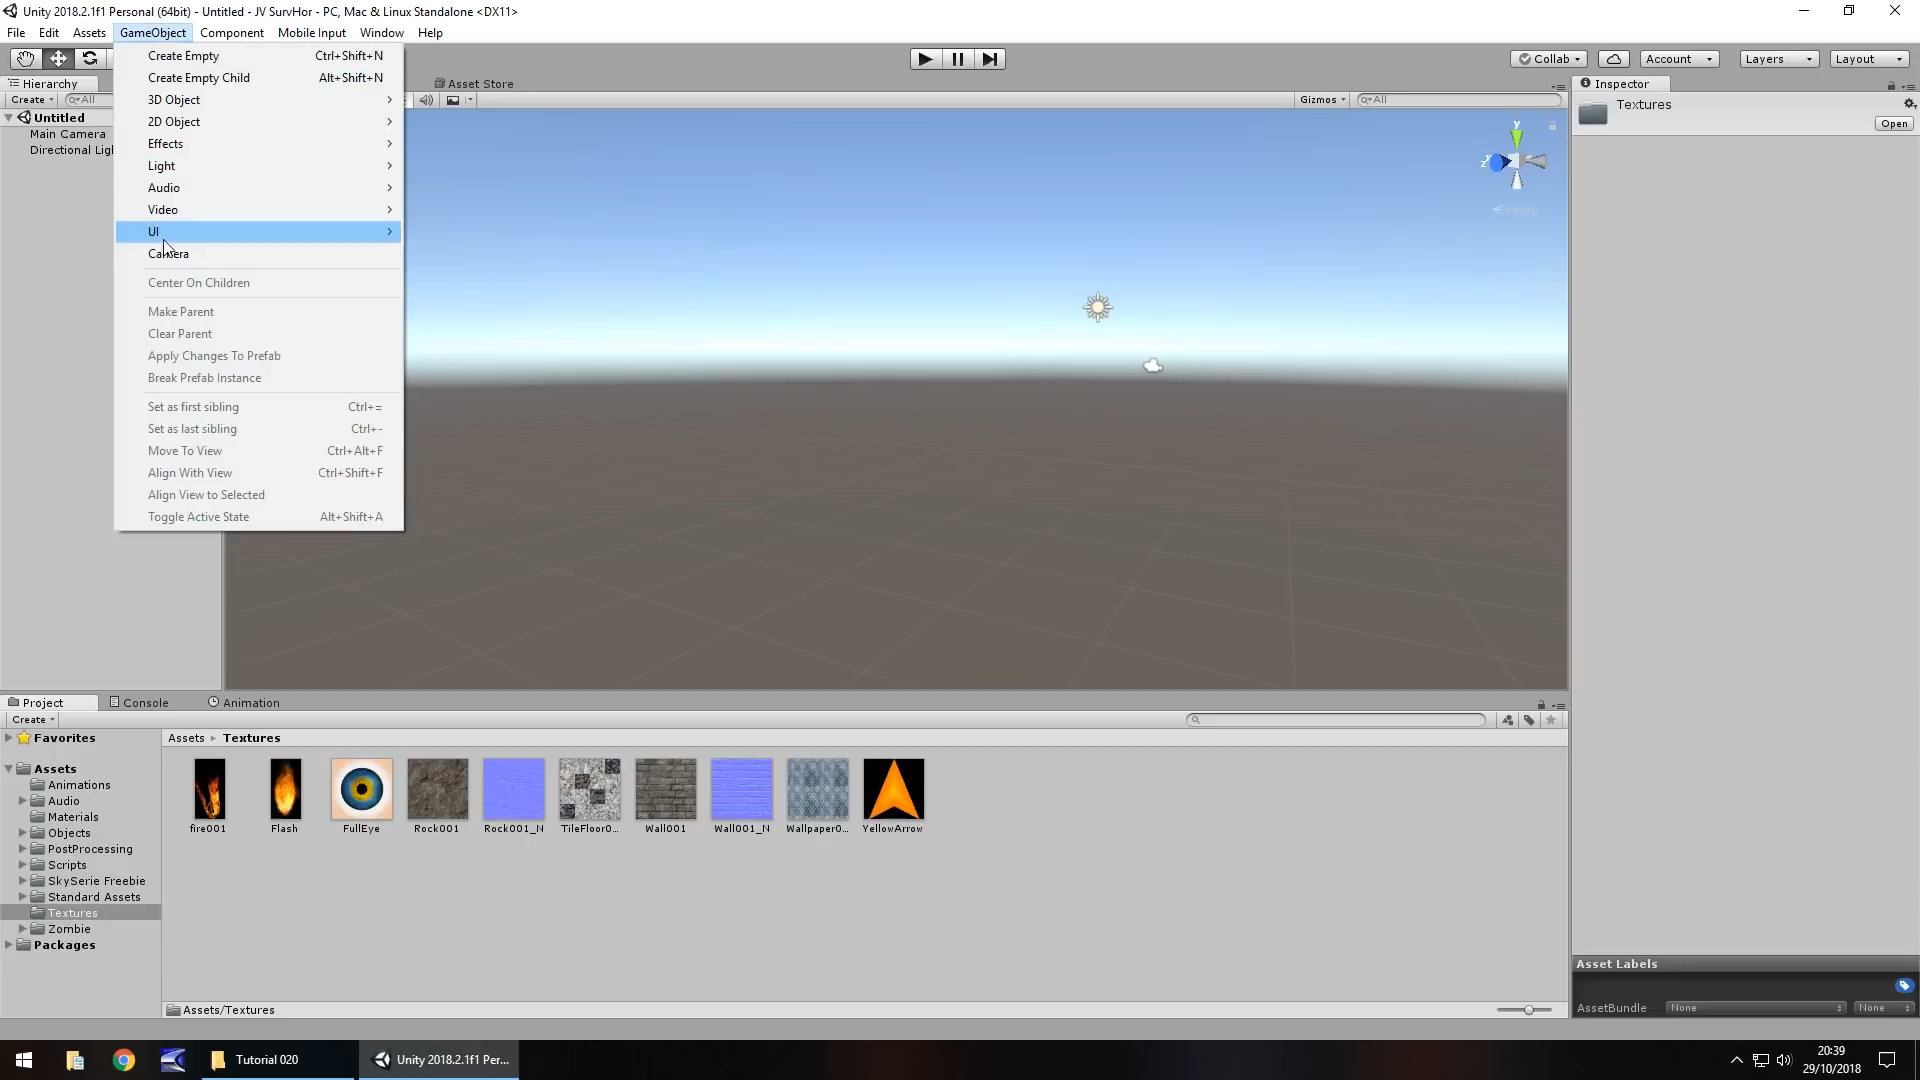 Unity 2018.2.1f1 Personal (64bit) - Untitled - JV SurvHor - PC, Mac & Linux Standalone <DX11>
File Edit Assets GameObject Component Mobile Input Window Help
Collab Account Layers Layout
Hierarchy
Create All
Untitled
Main Camera
Directional Ligh
Create Empty Ctrl+Shift+N
Create Empty Child Alt+Shift+N
3D Object
2D Object
Effects
Light
Audio
Video
UI
Camera
Center On Children
Make Parent
Clear Parent
Apply Changes To Prefab
Break Prefab Instance
Set as first sibling Ctrl+=
Set as last sibling Ctrl+-
Move To View Ctrl+Alt+F
Align With View Ctrl+Shift+F
Align View to Selected
Toggle Active State Alt+Shift+A
Asset Store
Gizmos All
y
z
Persp
Inspector
Textures
Open
Project Console Animation
Create
Favorites
Assets
Animations
Audio
Materials
Objects
PostProcessing
Scripts
SkySerie Freebie
Standard Assets
Textures
Zombie
Packages
Assets Textures
fire001 Flash FullEye Rock001 Rock001_N TileFloor0... Wall001 Wall001_N Wallpaper0... YellowArrow
Assets/Textures
Asset Labels
AssetBundle None None
Tutorial 020
Unity 2018.2.1f1 Per...
20:39
29/10/2018